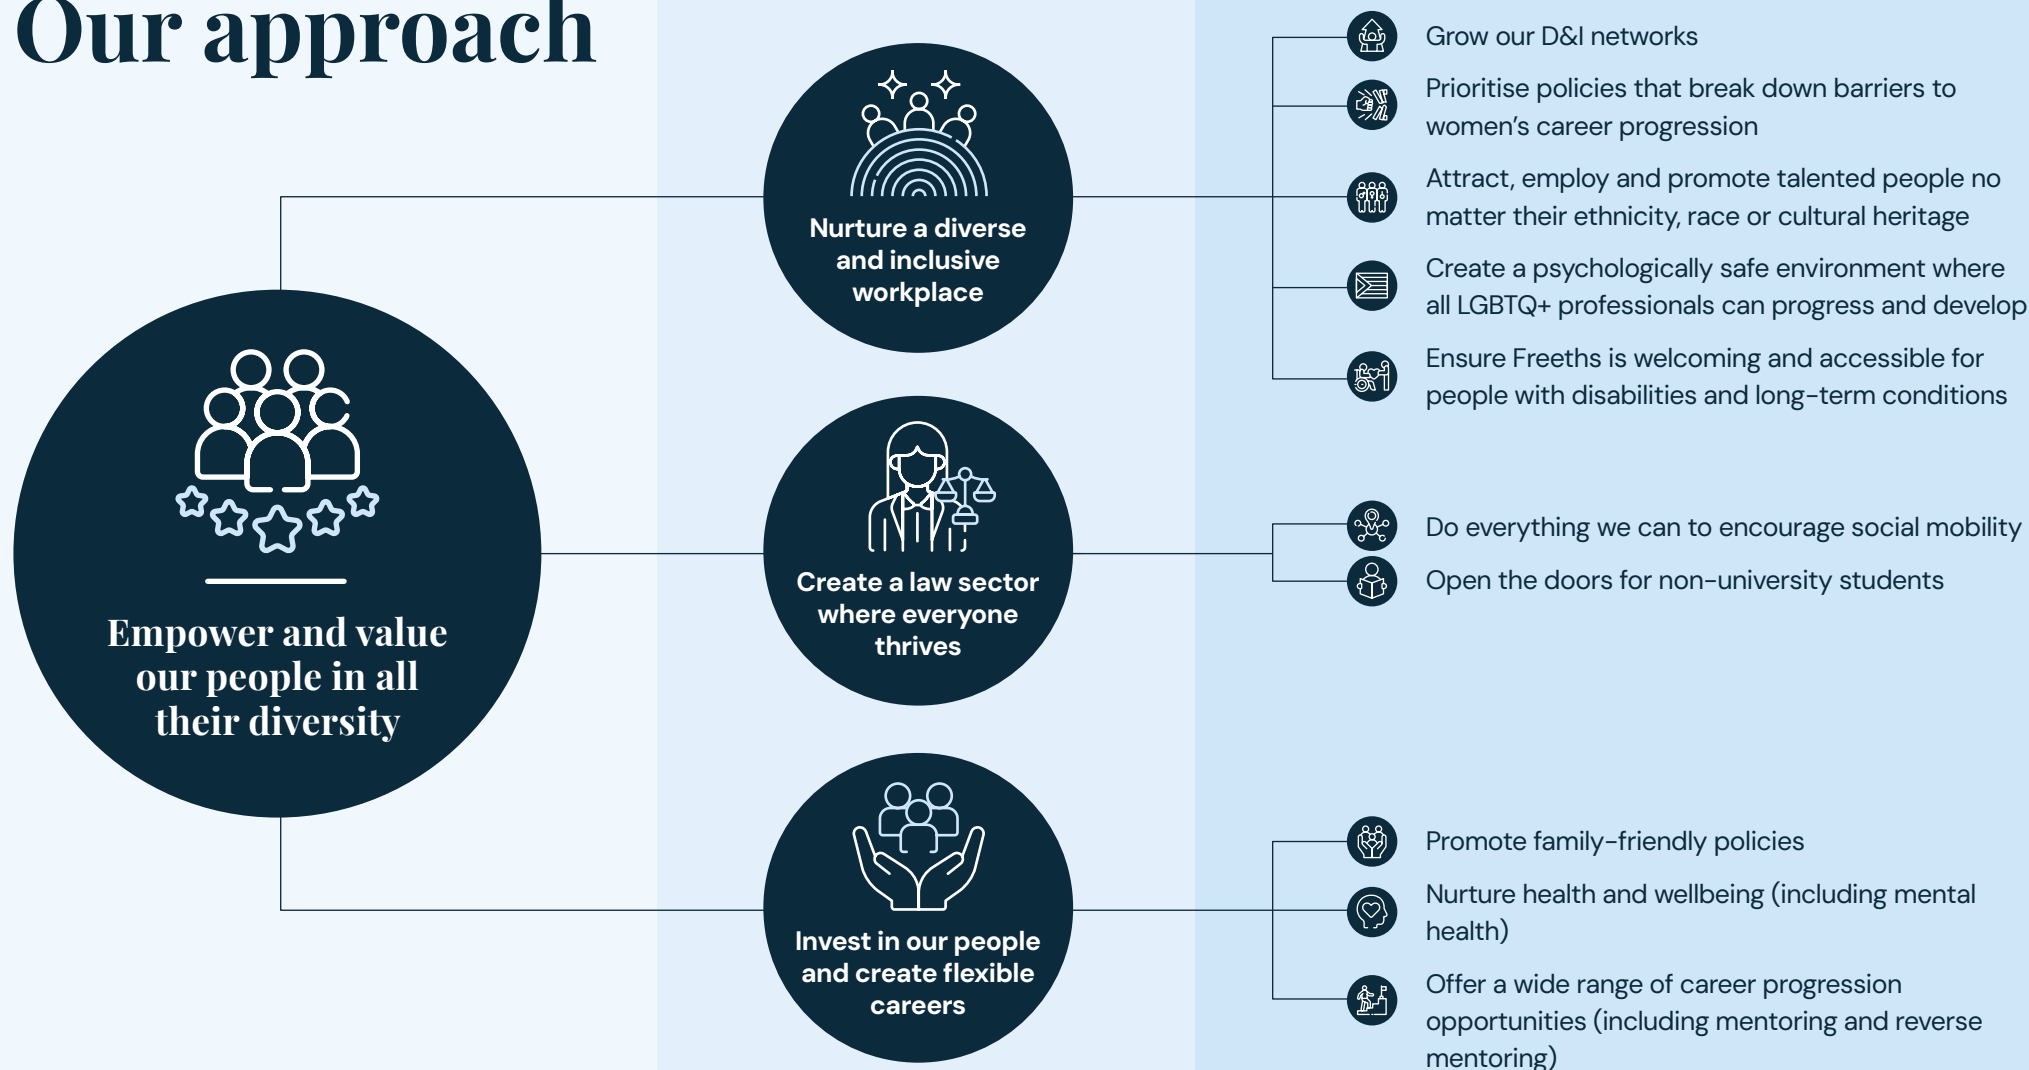 Our approach
Empower and value
our people in all
their diversity
Nurture a diverse
and inclusive
workplace
Grow our D&I networks
Prioritise policies that break down barriers to
women's career progression
Attract, employ and promote talented people no
matter their ethnicity, race or cultural heritage
Create a psychologically safe environment where
all LGBTQ+ professionals can progress and develop
Ensure Freeths is welcoming and accessible for
people with disabilities and long-term conditions
Create a law sector
where everyone
thrives
Do everything we can to encourage social mobility
Open the doors for non-university students
Invest in our people
and create flexible
careers
Promote family-friendly policies
Nurture health and wellbeing (including mental
health)
Offer a wide range of career progression
opportunities (including mentoring and reverse
mentoring)